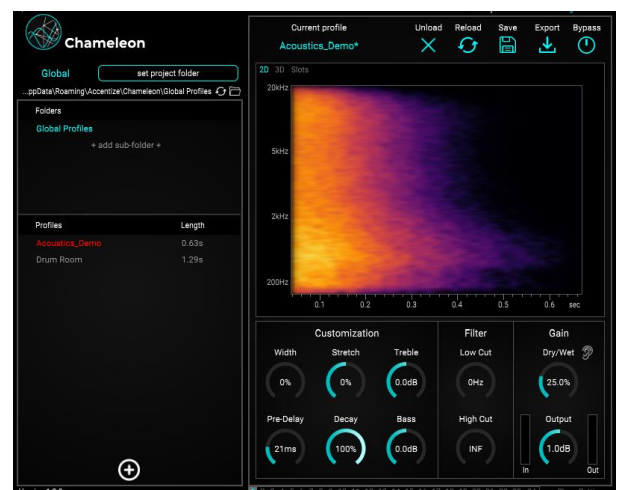 Chameleon
Global
set project folder
...ppData\Roaming\Accentize\Chameleon\Global Profiles
Folders
Global Profiles
+ add sub-folder +
Profiles Length
Acoustics_Demo 0.63s
Drum Room 1.29s
Current profile Unload Reload Save Export Bypass
Acoustics_Demo*
2D 3D Slots
20kHz
5kHz
2kHz
200Hz
0.1 0.2 0.3 0.4 0.5 0.6 sec
Customization Filter Gain
Width Stretch Treble Low Cut Dry/Wet
0% 0% 0.0dB 0Hz 25.0%
Pre-Delay Decay Bass High Cut Output
21ms 100% 0.0dB INF 1.0dB
In Out